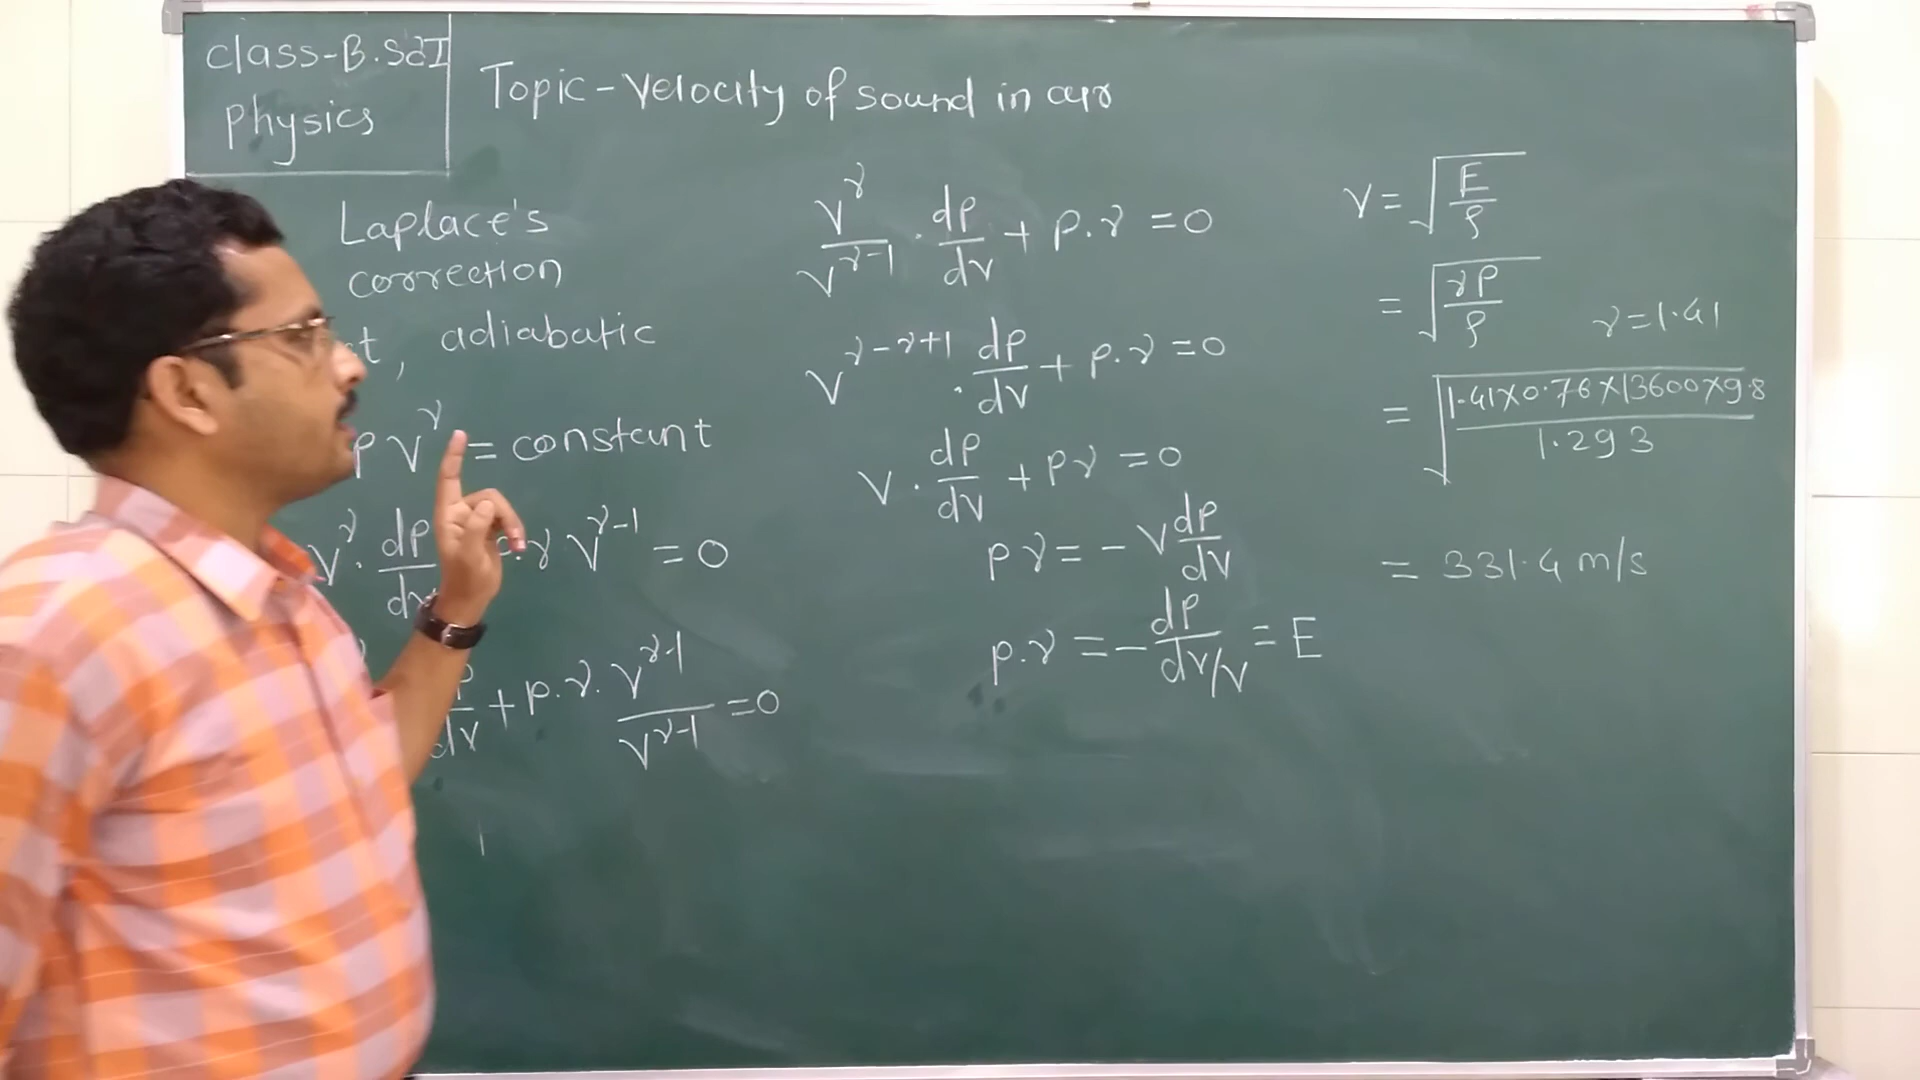 class-B.ScI
physics
Topic-Velocity of sound in air
Laplace's
correction
t, adiabatic
PV^γ = constant
V^γ . dp/dv p.γ V^γ-1 = 0
p/dv + p.γ. V^γ-1/V^γ-1 = 0
V^γ/V^γ-1 . dp/dv + p.γ = 0
V^γ-γ+1 . dp/dv + p.γ = 0
V . dp/dv + pγ = 0
pγ = - V dp/dv
p.γ = - dp/dv/v = E
v = √E/ρ
= √γP/ρ γ = 1.41
= √1.41×0.76×13600×9.8/1.293
= 331.4 m/s